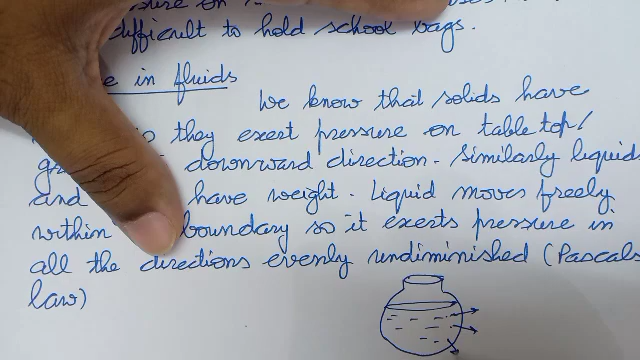 difficult to hold school bags.
in fluids
We know that solids have
they exert pressure on table top/
downward direction. Similarly liquids
and have weight. Liquid moves freely
within boundary so it exerts pressure in
all the directions evenly undiminished (Pascals
law)